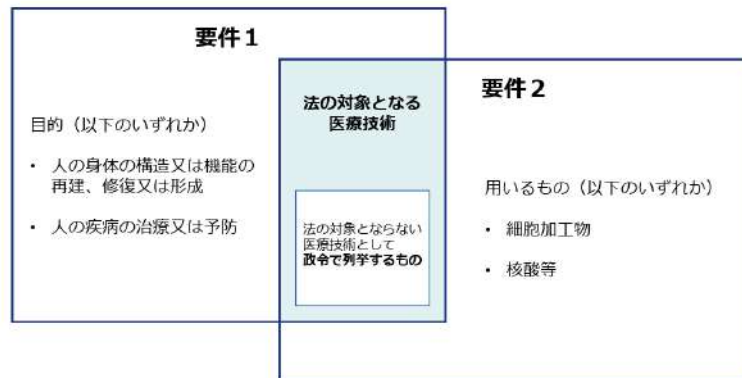 要件１
目的（以下のいずれか）
• 人の身体の構造又は機能の
再建、修復又は形成
• 人の疾病の治療又は予防
法の対象となる
医療技術
法の対象とならない
医療技術として
政令で列挙するもの
要件２
用いるもの（以下のいずれか）
• 細胞加工物
• 核酸等